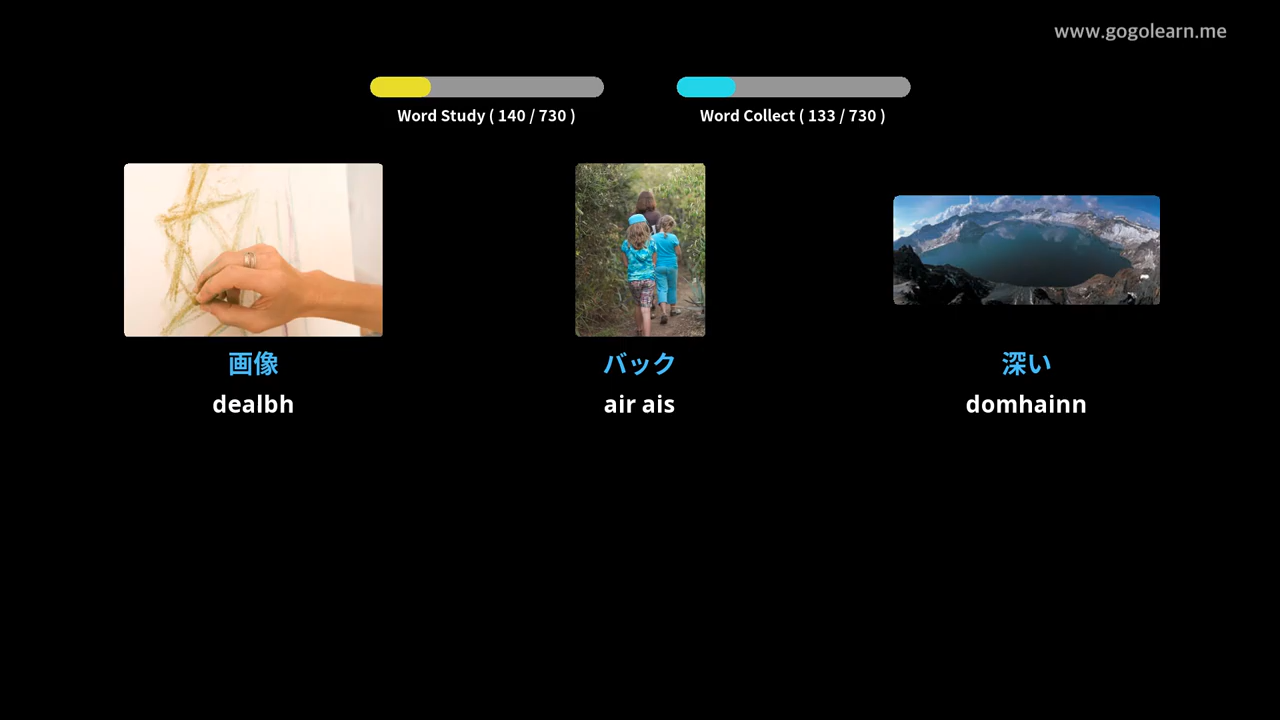 www.gogolearn.me
Word Study ( 140 / 730 )
Word Collect ( 133 / 730 )
画像
dealbh
バック
air ais
深い
domhainn